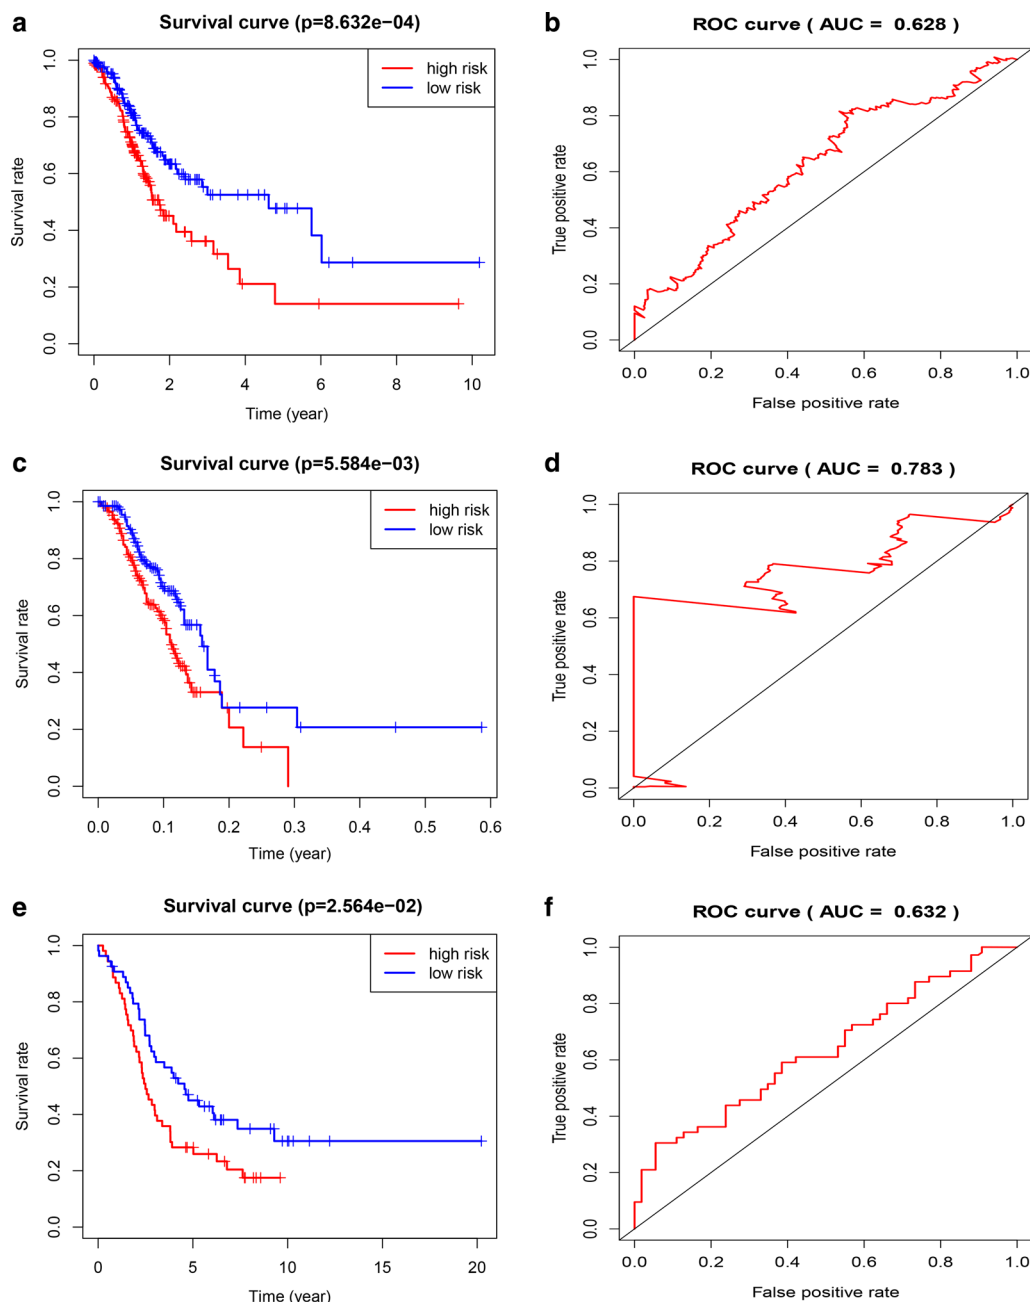 a
Survival curve (p=8.632e−04)
high risk
low risk
Survival rate
1.0
0.8
0.6
0.4
0.2
0.0
0 2 4 6 8 10
Time (year)
b
ROC curve ( AUC = 0.628 )
True positive rate
1.0
0.8
0.6
0.4
0.2
0.0
0.0 0.2 0.4 0.6 0.8 1.0
False positive rate
c
Survival curve (p=5.584e−03)
high risk
low risk
Survival rate
1.0
0.8
0.6
0.4
0.2
0.0
0.0 0.1 0.2 0.3 0.4 0.5 0.6
Time (year)
d
ROC curve ( AUC = 0.783 )
True positive rate
1.0
0.8
0.6
0.4
0.2
0.0
0.0 0.2 0.4 0.6 0.8 1.0
False positive rate
e
Survival curve (p=2.564e−02)
high risk
low risk
Survival rate
1.0
0.8
0.6
0.4
0.2
0.0
0 5 10 15 20
Time (year)
f
ROC curve ( AUC = 0.632 )
True positive rate
1.0
0.8
0.6
0.4
0.2
0.0
0.0 0.2 0.4 0.6 0.8 1.0
False positive rate